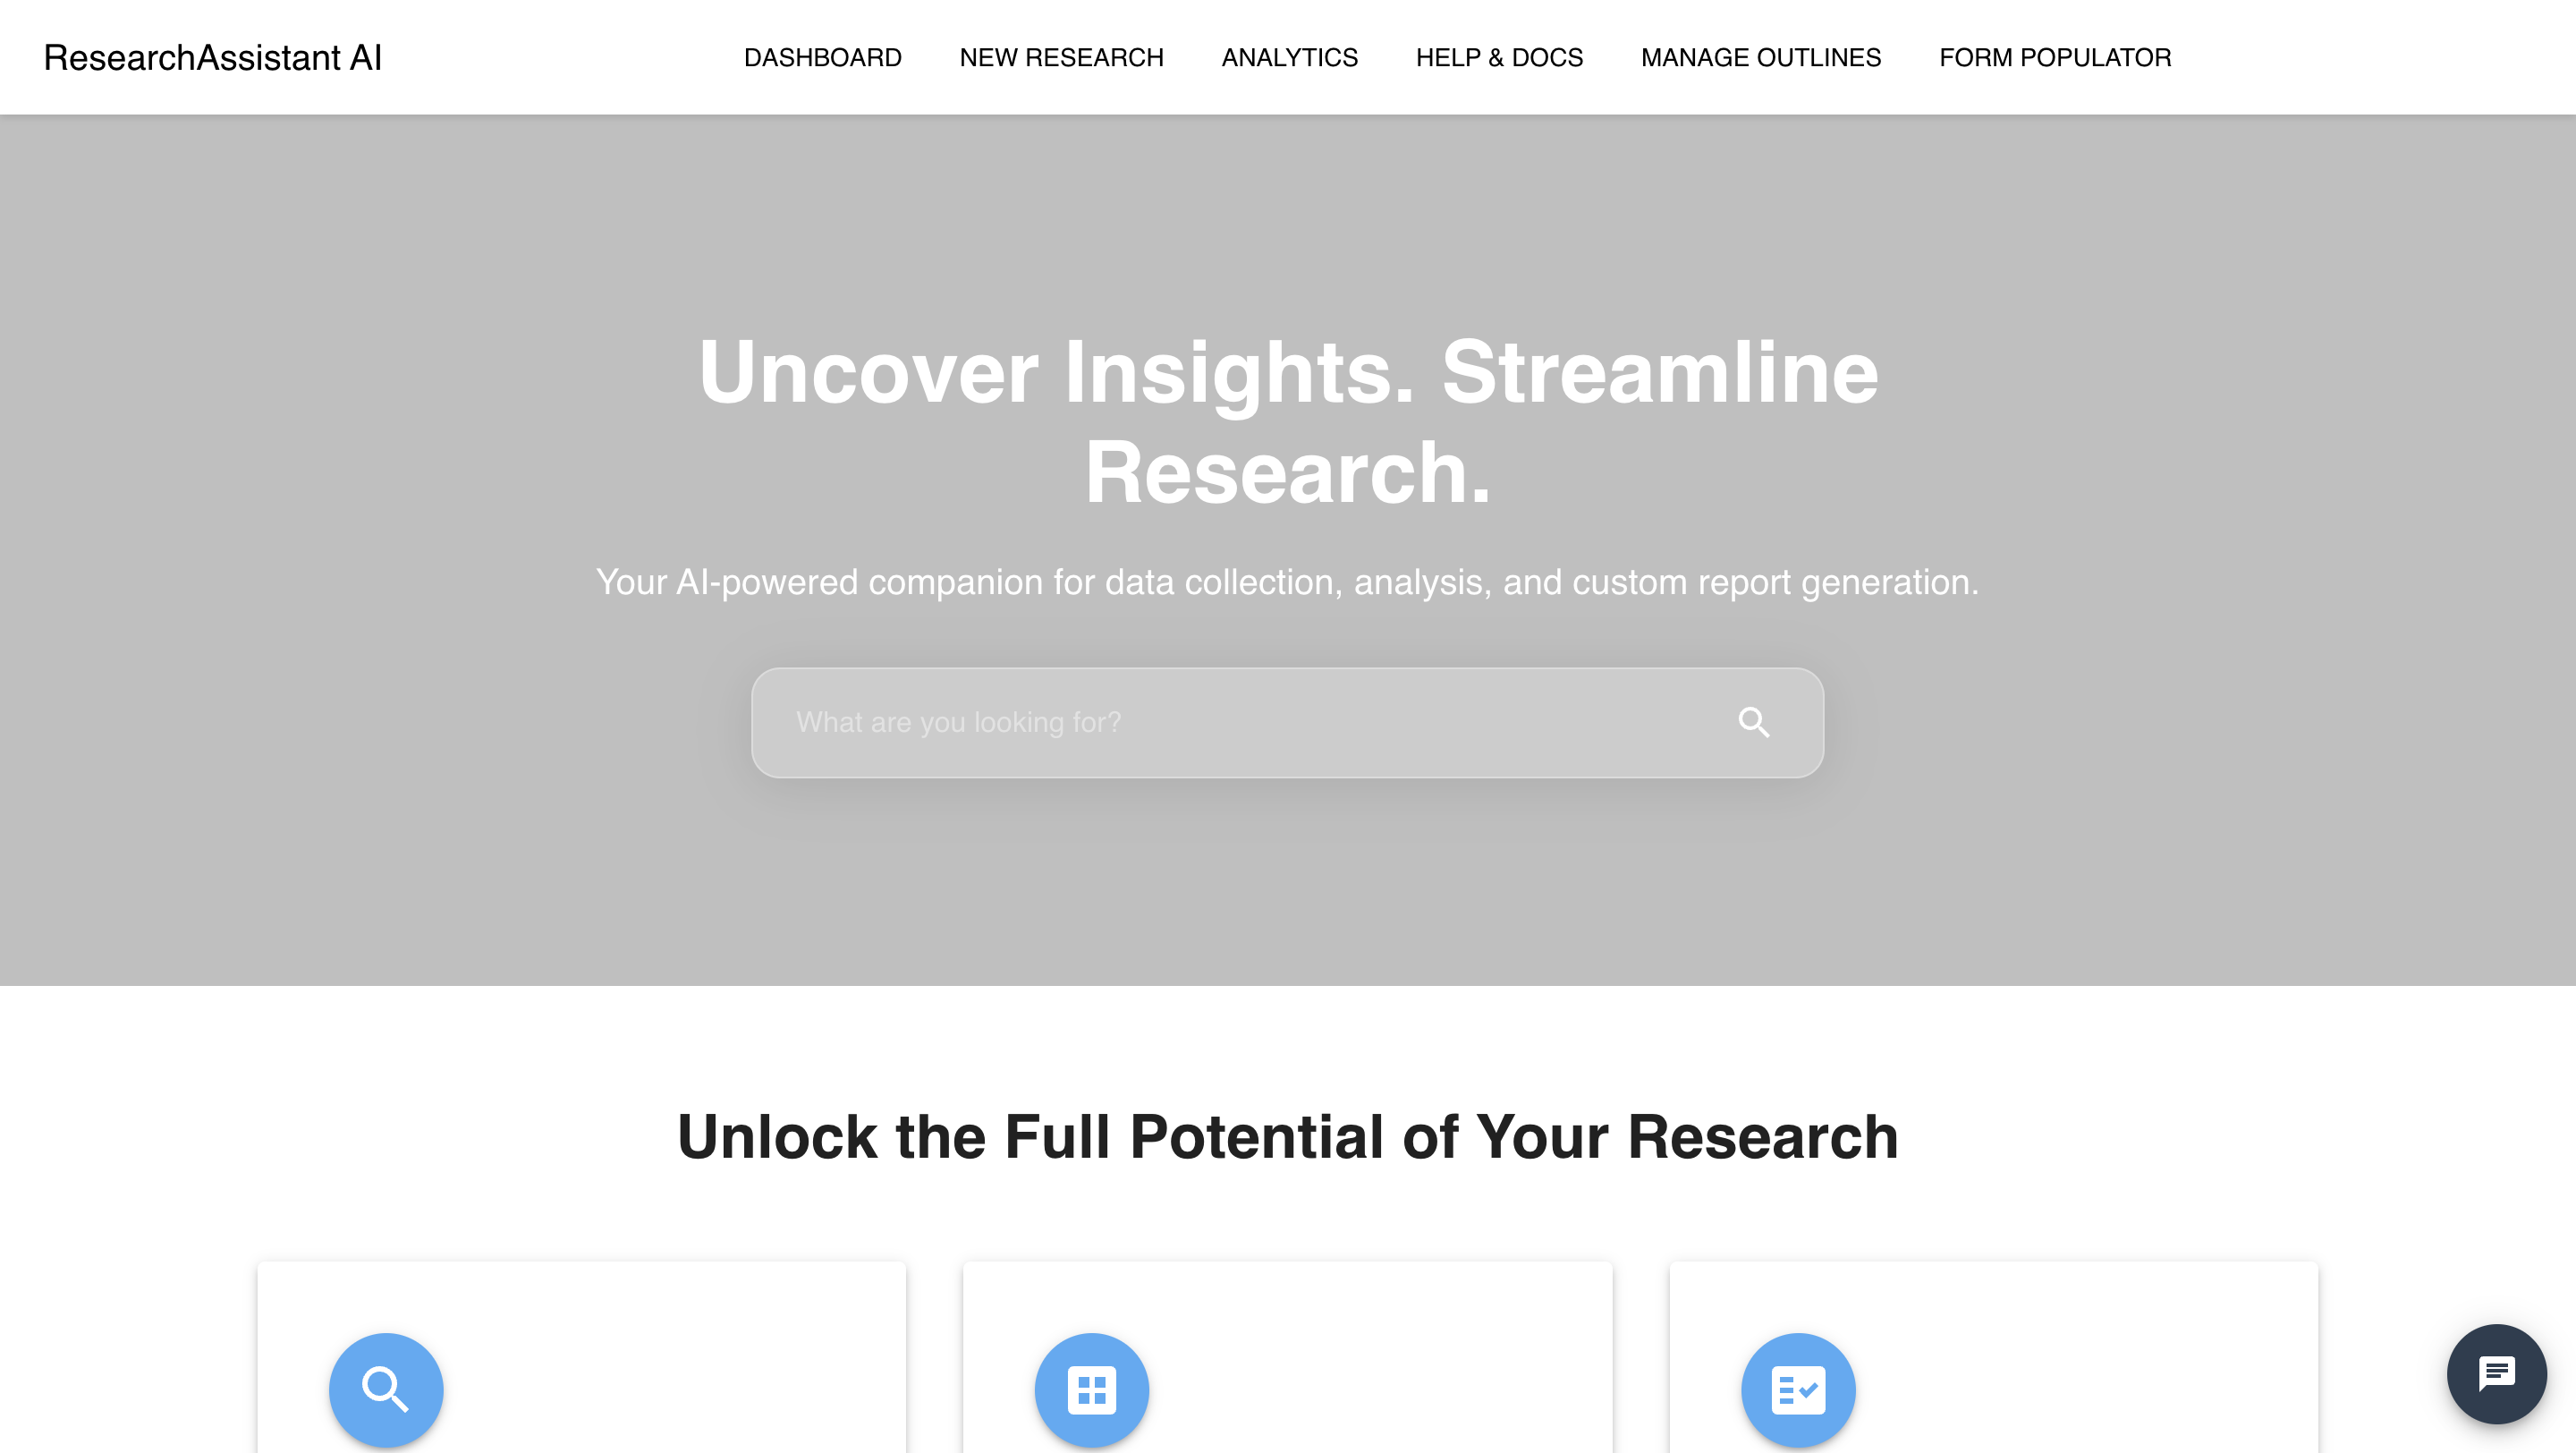 ResearchAssistant AI
DASHBOARD
NEW RESEARCH
ANALYTICS
HELP & DOCS
MANAGE OUTLINES
FORM POPULATOR
Uncover Insights. Streamline
Research.
Your AI-powered companion for data collection, analysis, and custom report generation.
What are you looking for?
Unlock the Full Potential of Your Research